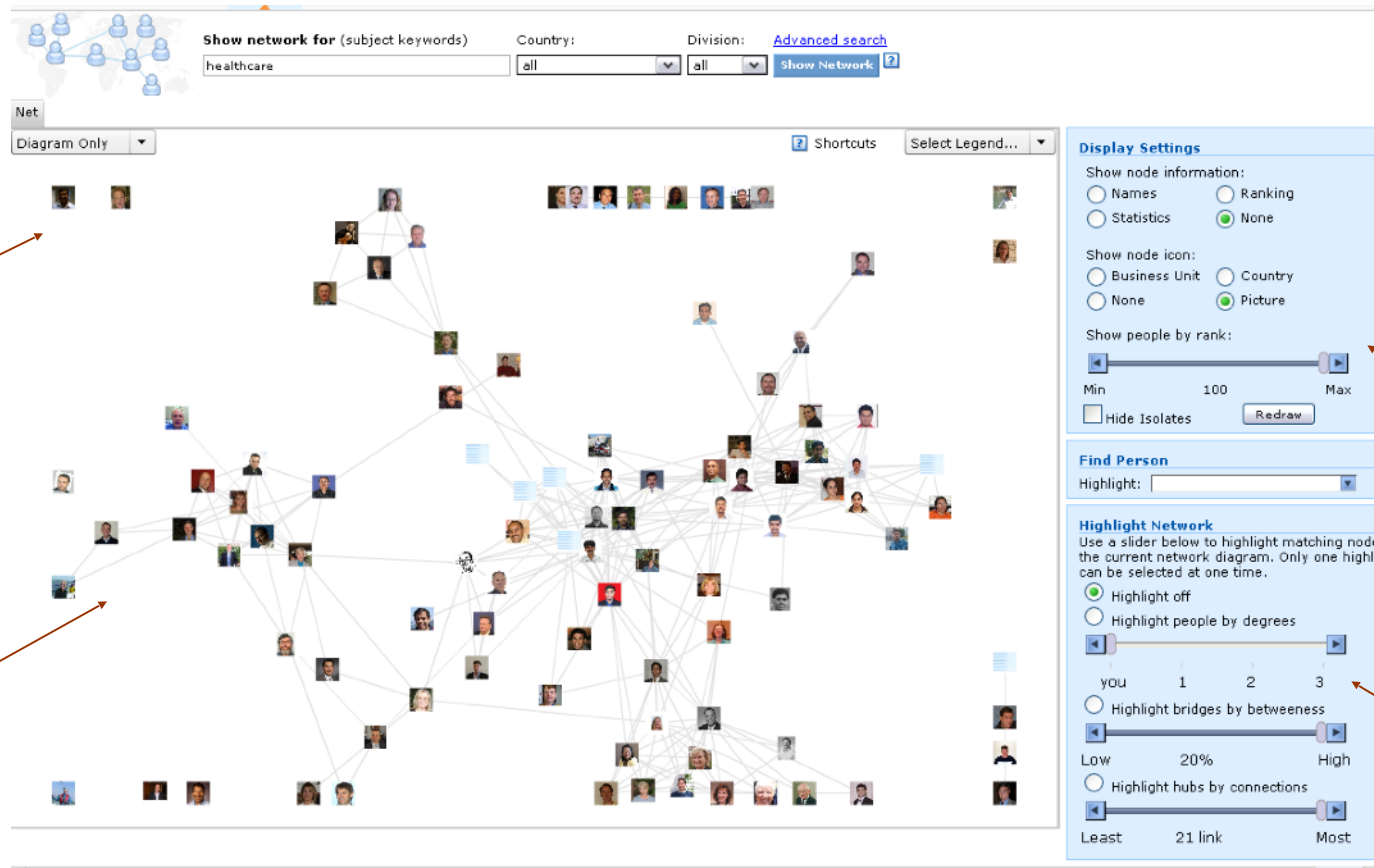 Show network for (subject keywords) Country: Division: Advanced search
healthcare all all Show Network ?
Net
Diagram Only ? Shortcuts Select Legend...
Display Settings
Show node information:
Names Ranking
Statistics None
Show node icon:
Business Unit Country
None Picture
Show people by rank:
Min 100 Max
Hide Isolates Redraw
Find Person
Highlight:
Highlight Network
Use a slider below to highlight matching node
the current network diagram. Only one highl
can be selected at one time.
Highlight off
Highlight people by degrees
you 1 2 3
Highlight bridges by betweeness
Low 20% High
Highlight hubs by connections
Least 21 link Most